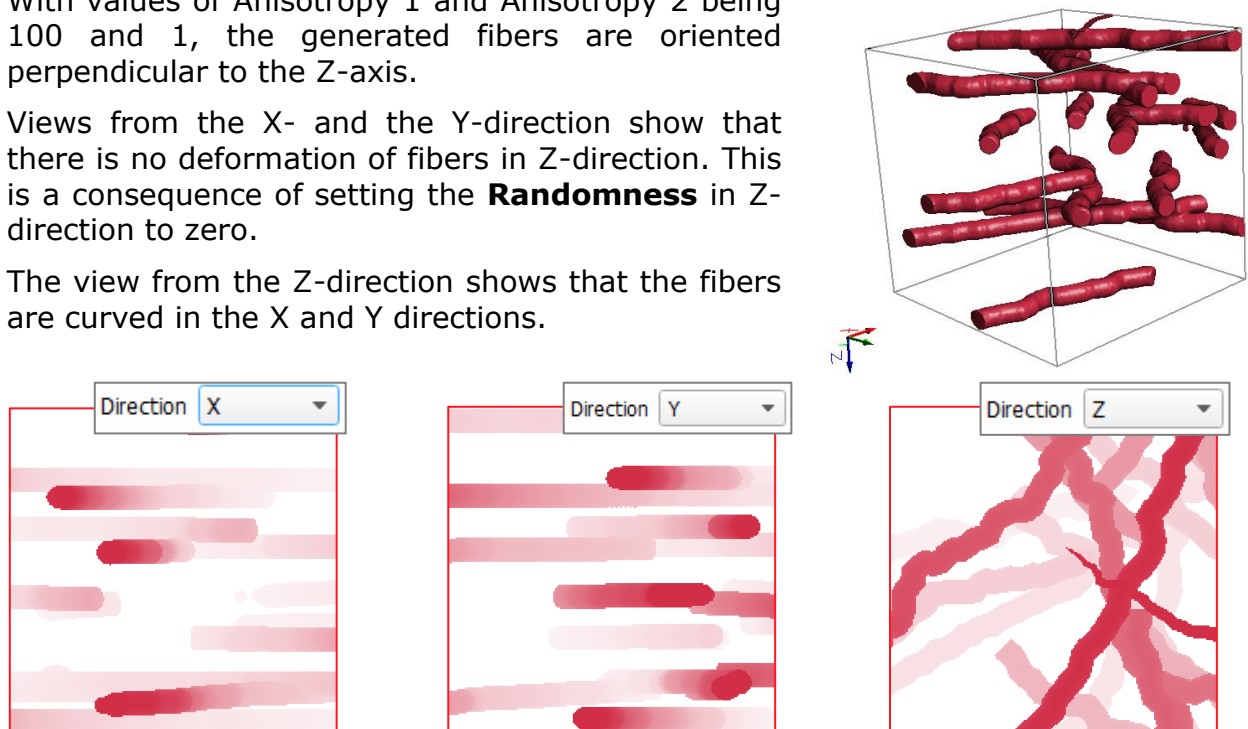 With values of Anisotropy 1 and Anisotropy 2 being
100 and 1, the generated fibers are oriented
perpendicular to the Z-axis.
Views from the X- and the Y-direction show that
there is no deformation of fibers in Z-direction. This
is a consequence of setting the Randomness in Z-
direction to zero.
The view from the Z-direction shows that the fibers
are curved in the X and Y directions.
Z
Direction X
Direction Y
Direction Z